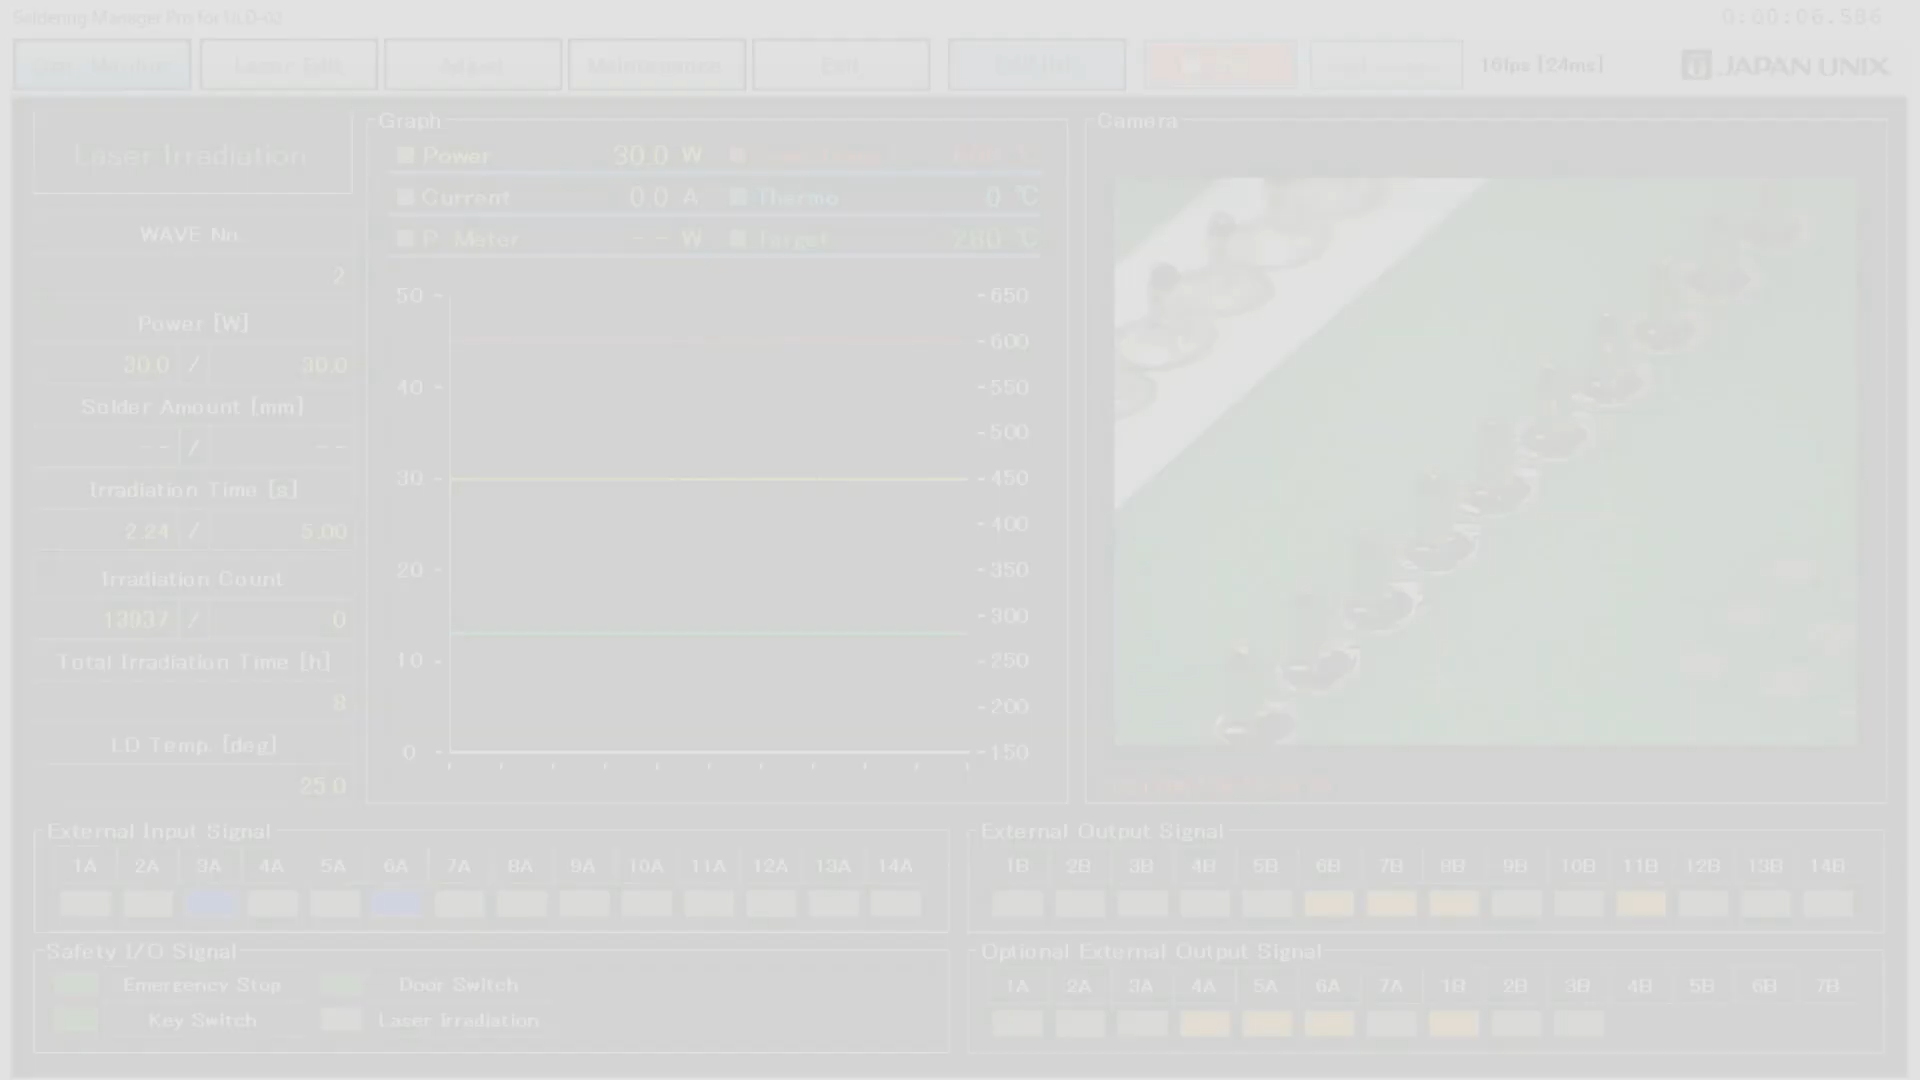 Soldering Manager Pro for ULD-03
0:00:06.586
Laser Edit
Adjust
Maintenance
Exit
16fps [24ms]
JAPAN UNIX
Laser Irradiation
WAVE No.
2
Power [W]
30.0 / 30.0
Solder Amount [mm]
-- / --
Irradiation Time [s]
2.24 / 5.00
Irradiation Count
13937 / 0
Total Irradiation Time [h]
8
LD Temp. [deg]
25.0
Graph
Power 30.0 W
Current 0.0 A Thermo 0 ℃
P. Meter -- W Target 280 ℃
50 650
600
40 550
500
30 450
400
20 350
300
10 250
200
0 150
Camera
External Input Signal
1A 2A 3A 4A 5A 6A 7A 8A 9A 10A 11A 12A 13A 14A
External Output Signal
1B 2B 3B 4B 5B 6B 7B 8B 9B 10B 11B 12B 13B 14B
Safety I/O Signal
Emergency Stop Door Switch
Key Switch Laser Irradiation
Optional External Output Signal
1A 2A 3A 4A 5A 6A 7A 1B 2B 3B 4B 5B 6B 7B